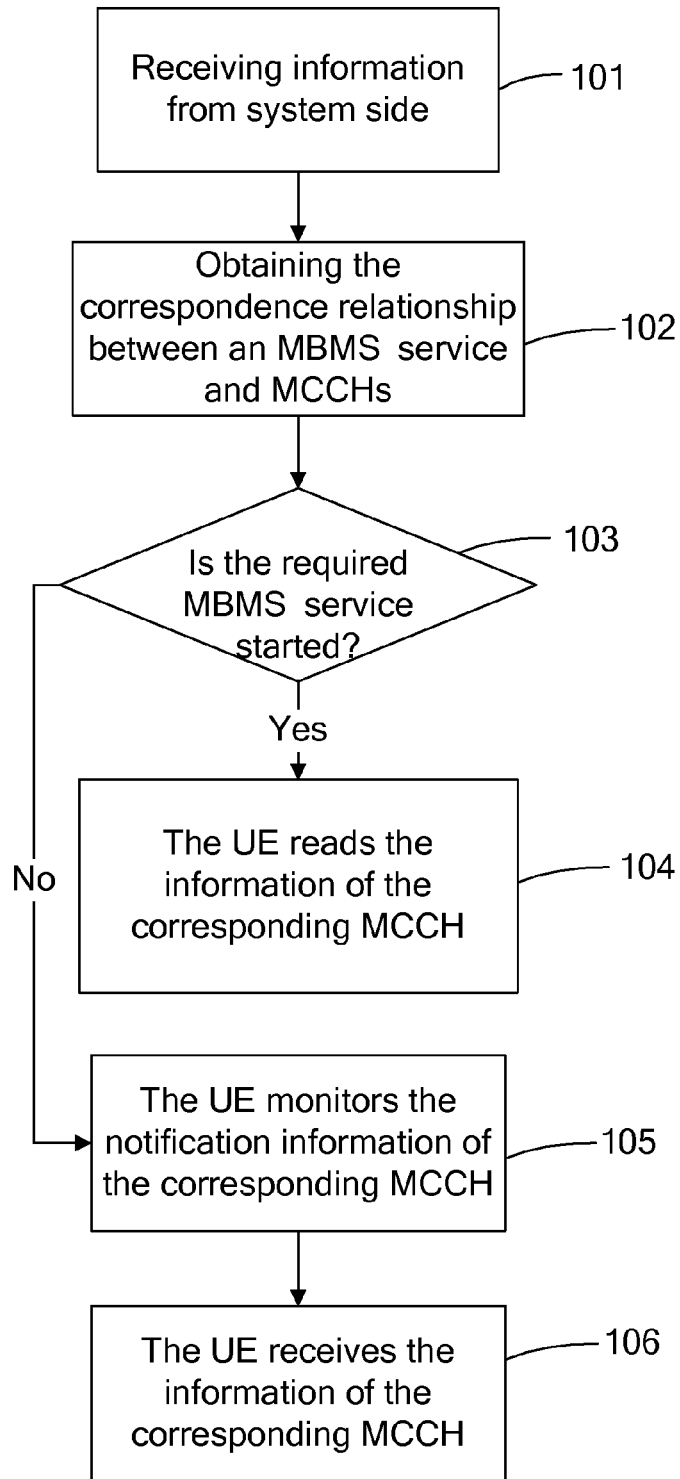 Receiving information
from system side
101
Obtaining the
correspondence relationship
between an MBMS service
and MCCHs
102
103
Is the required
MBMS service
started?
Yes
The UE reads the
information of the
corresponding MCCH
104
No
The UE monitors the
notification information of
the corresponding MCCH
105
The UE receives the
information of the
corresponding MCCH
106